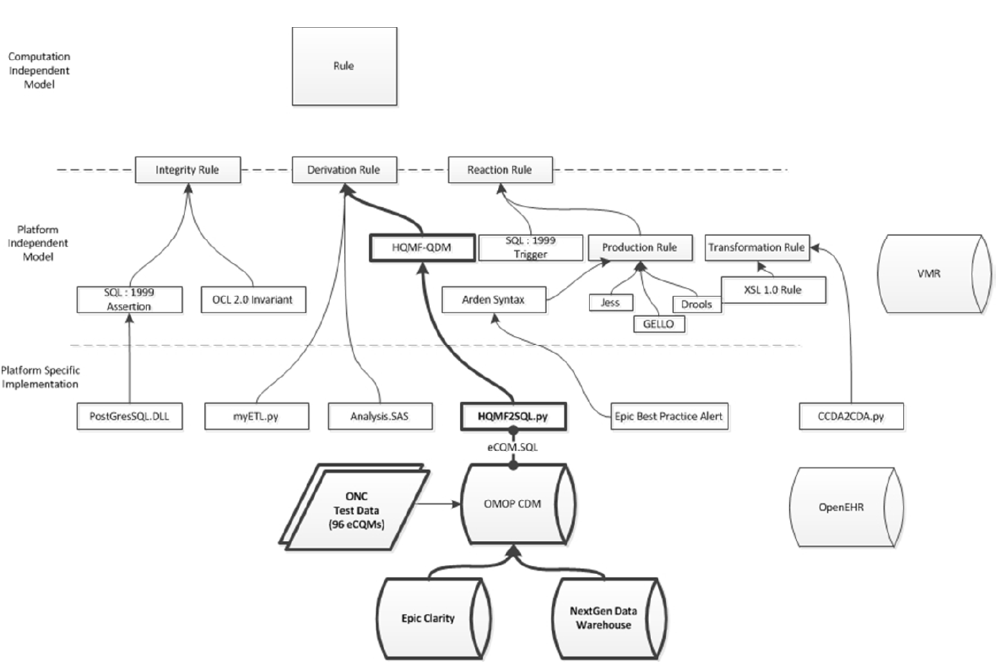 Computation
Independent
Model
Rule
Integrity Rule
Derivation Rule
Reaction Rule
Platform
Independent
Model
HQMF-QDM
SQL : 1999
Trigger
Production Rule
Transformation Rule
VMR
SQL : 1999
Assertion
OCL 2.0 Invariant
Arden Syntax
Jess
GELLO
Drools
XSL 1.0 Rule
Platform Specific
Implementation
PostGresSQL.DLL
myETL.py
Analysis.SAS
HQMF2SQL.py
Epic Best Practice Alert
CCDA2CDA.py
eCQM.SQL
ONC
Test Data
(96 eCQMs)
OMOP CDM
OpenEHR
Epic Clarity
NextGen Data
Warehouse